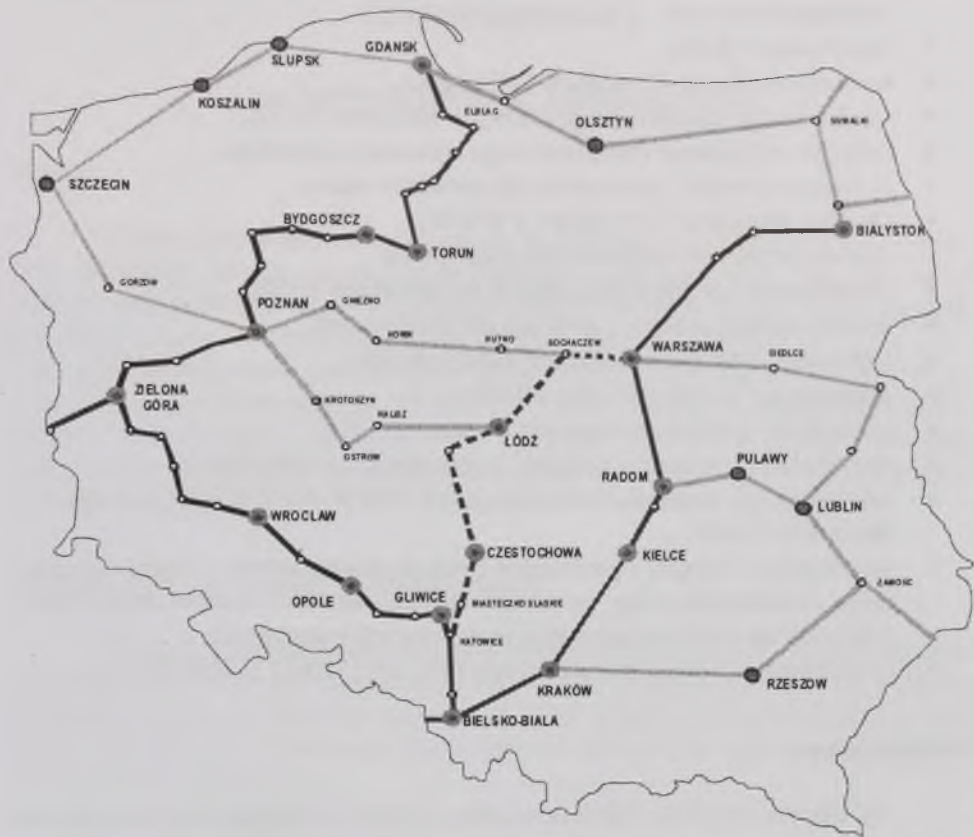 GDANSK
SLUPSK
KOSZALIN
ELBLAG
OLSZTYN
SUWALKI
SZCZECIN
BYDGOSZCZ
TORUN
BIALYSTOK
GORZOW
POZNAN
GNIEZNO
KONIN
KUTNO
SOCHACZEW
WARSZAWA
SIEDLCE
ZIELONA
GÓRA
KROTOSZYN
KALISZ
OSTROW
ŁÓDŹ
RADOM
PULAWY
LUBLIN
WROCLAW
CZESTOCHOWA
KIELCE
ZAMOSC
OPOLE
GLIWICE
MIASTECZKO SLASKIE
KATOWICE
KRAKÓW
RZESZOW
BIELSKO-BIALA